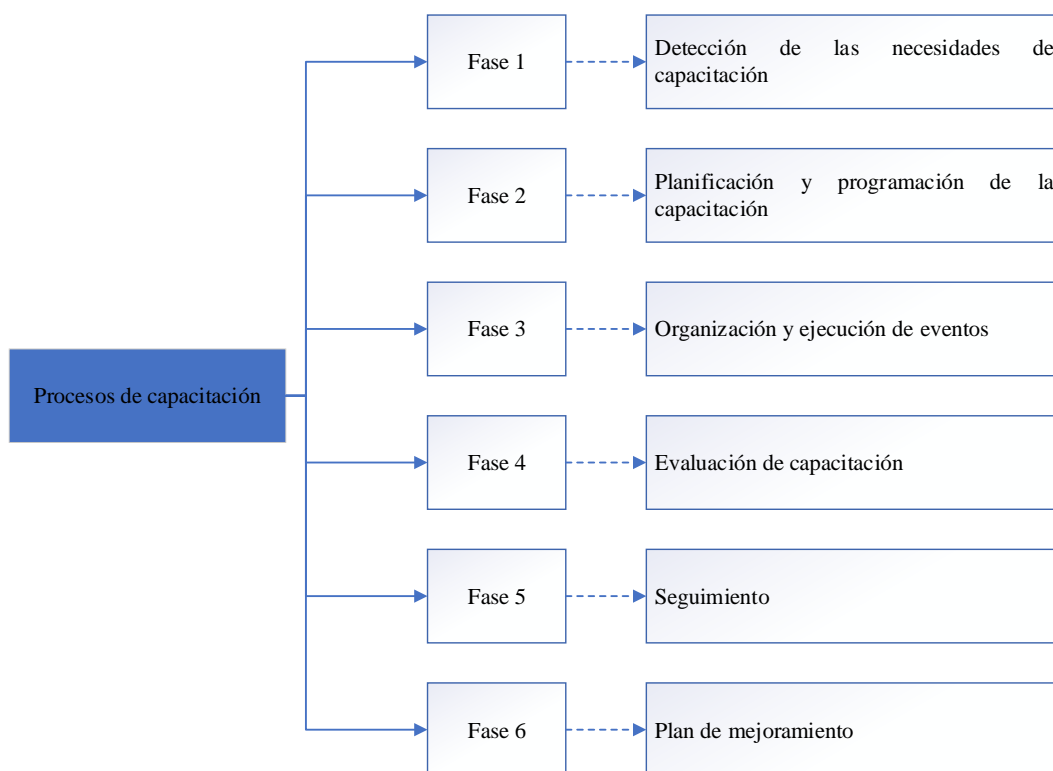 Procesos de capacitación
Fase 1
Detección de las necesidades de
capacitación
Fase 2
Planificación y programación de la
capacitación
Fase 3
Organización y ejecución de eventos
Fase 4
Evaluación de capacitación
Fase 5
Seguimiento
Fase 6
Plan de mejoramiento